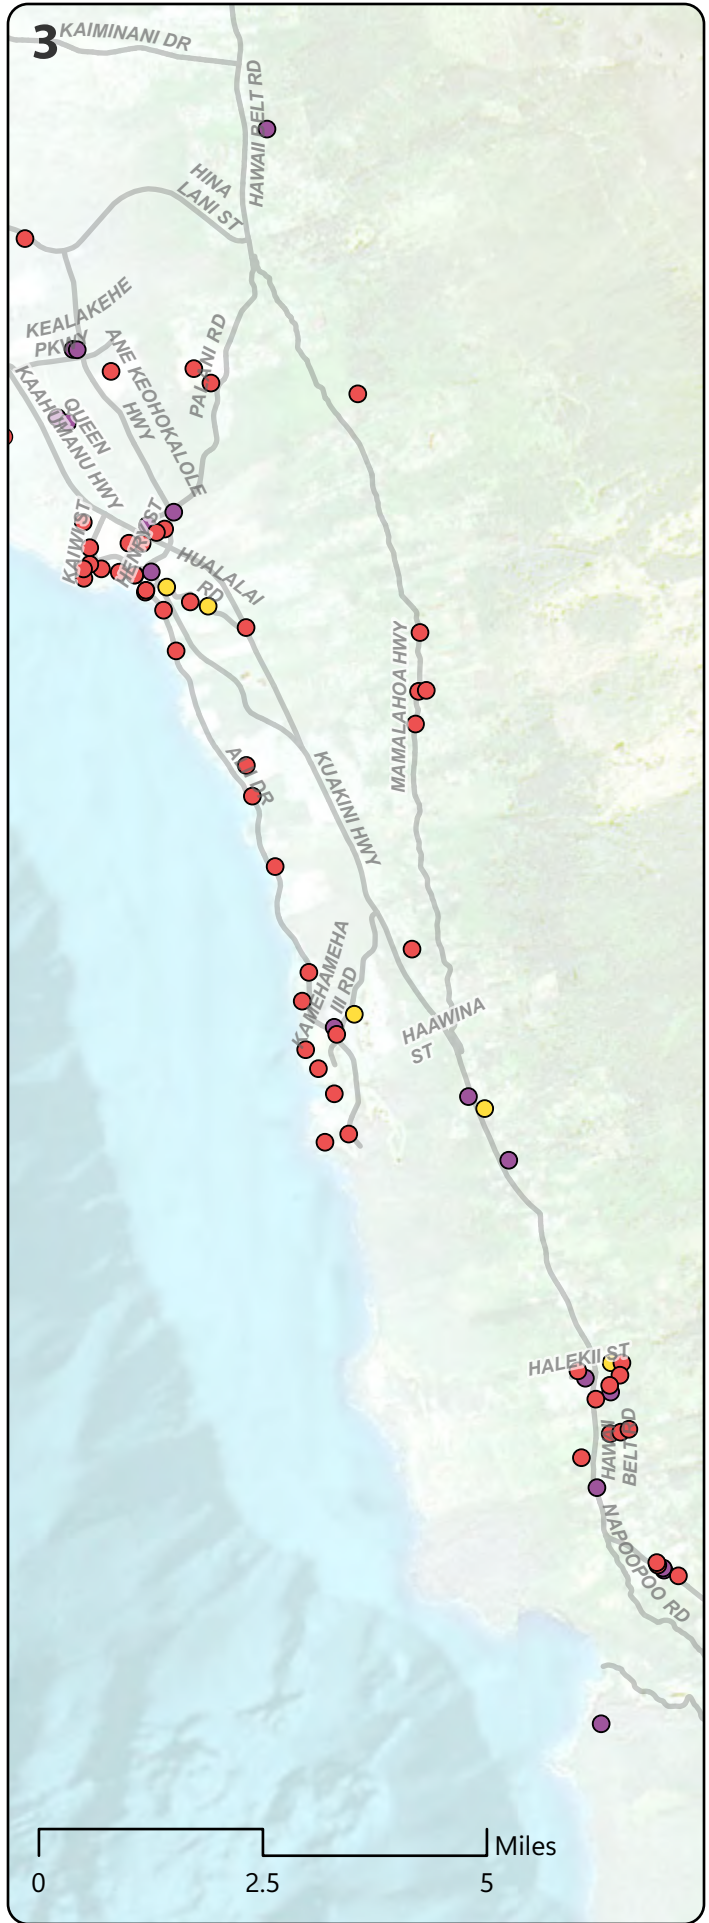 3
KAIMINANI DR
HAWAII BELT RD
HINA
LANI ST
KEALAKEHE
PKWY
ANE KEOHOKALOLE
HWY
PALANI RD
QUEEN
KAAHUMANU HWY
KAIWI ST
HENRY ST
HUALALAI
RD
MAMALAHOA HWY
ALII DR
KUAKINI HWY
KAMEHAMEHA
III RD
HAAWINA
ST
HALEKII ST
HAWAII
BELT RD
NAPOOPOO RD
Miles
0 2.5 5